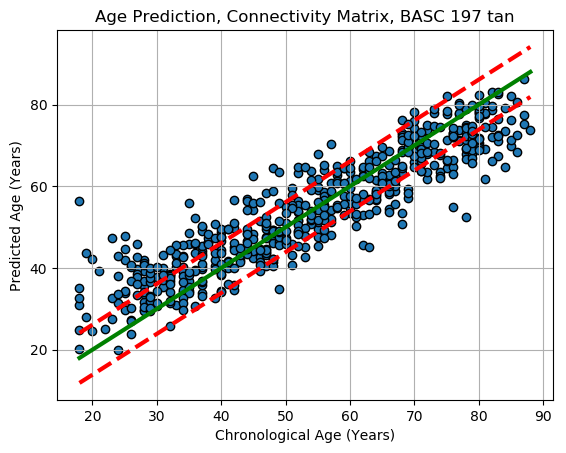 Age Prediction, Connectivity Matrix, BASC 197 tan
Predicted Age (Years)
80
60
40
20
20 30 40 50 60 70 80 90
Chronological Age (Years)